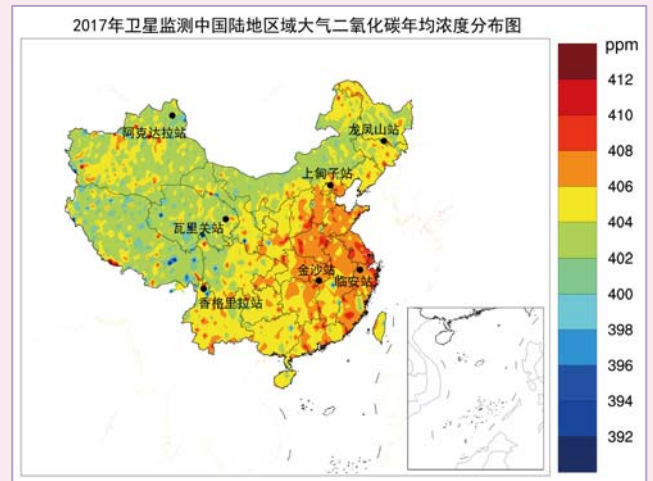 2017年卫星监测中国陆地区域大气二氧化碳年均浓度分布图
ppm
412
410
408
406
404
402
400
398
396
394
392
阿克达拉站
龙凤山站
上甸子站
瓦里关站
金沙站
临安站
香格里拉站